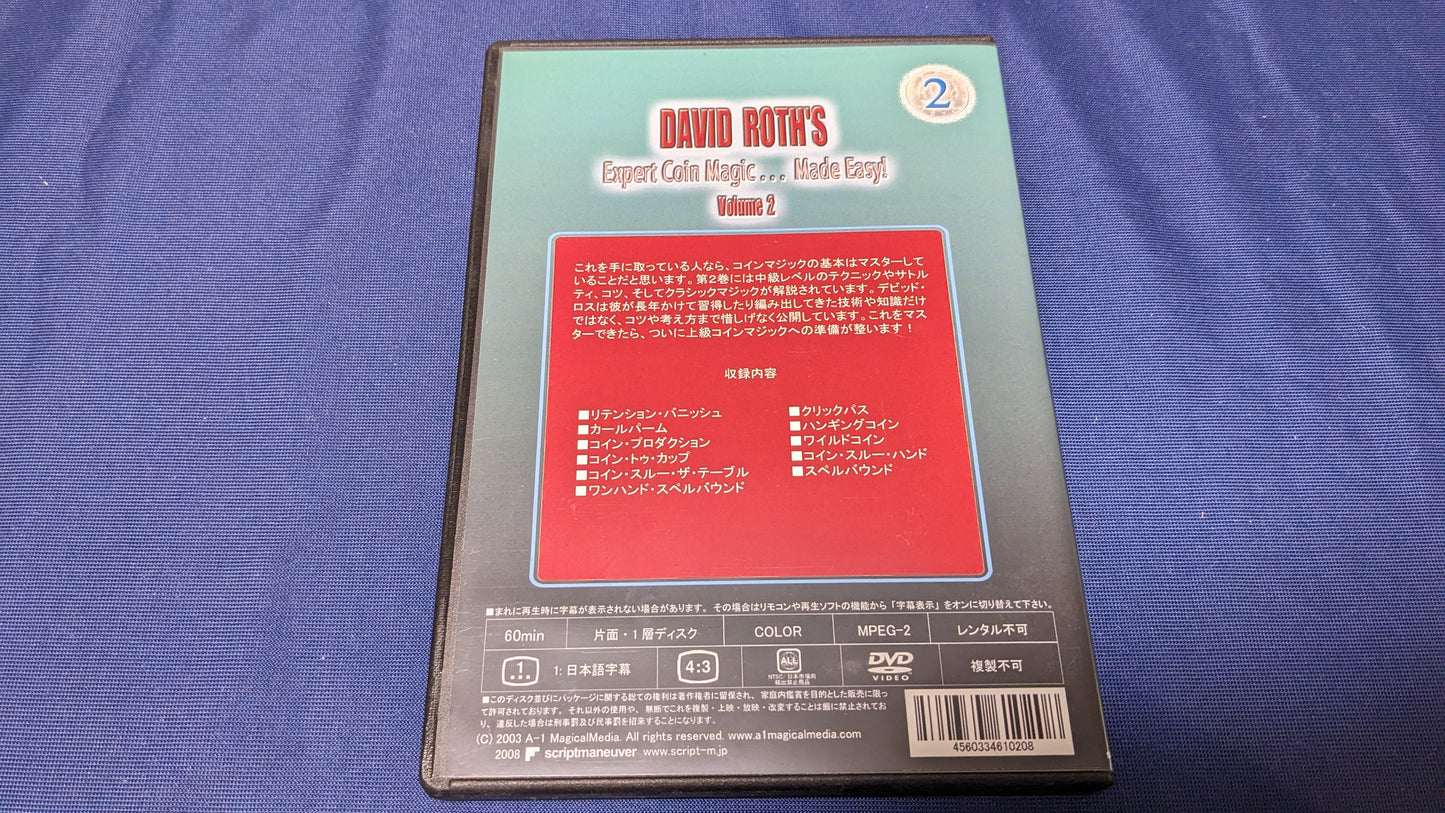 2
DAVID ROTH'S
Expert Coin Magic... Made Easy!
Volume 2
これを手に取っている人なら、コインマジックの基本はマスターして
いることだと思います。第2巻には中級レベルのテクニックやサトル
ティ、コツ、そしてクラシックマジックが解説されています。デビッド・
ロスは彼が長年かけて習得したり編み出してきた技術や知識だけ
ではなく、コツや考え方まで惜しげなく公開しています。これをマス
ターできたら、ついに上級コインマジックへの準備が整います！
収録内容
■リテンション・バニッシュ
■カールパーム
■コイン・プロダクション
■コイン・トゥ・カップ
■コイン・スルー・ザ・テーブル
■ワンハンド・スペルバウンド
■クリックパス
■ハンギングコイン
■ワイルドコイン
■コイン・スルー・ハンド
■スペルバウンド
■まれに再生時に字幕が表示されない場合があります。その場合はリモコンや再生ソフトの機能から「字幕表示」をオンに切り替えて下さい。
60min 片面・1層ディスク COLOR MPEG-2 レンタル不可
1 1:日本語字幕 4:3 ALL DVD VIDEO 複製不可
NTSC/日本市場向
輸出禁止商品
■このディスク並びにパッケージに関する総ての権利は著作権者に留保され、家庭内鑑賞を目的とした販売に限っ
て許可されております。それ以外の使用や、無断でこれを複製・上映・放映・改変することは厳に禁止されてお
り、違反した場合は刑事罰及び民事罰を招来することになります。
(C) 2003 A-1 MagicalMedia. All rights reserved. www.a1magicalmedia.com
2008 scriptmaneuver www.script-m.jp
4560334610208